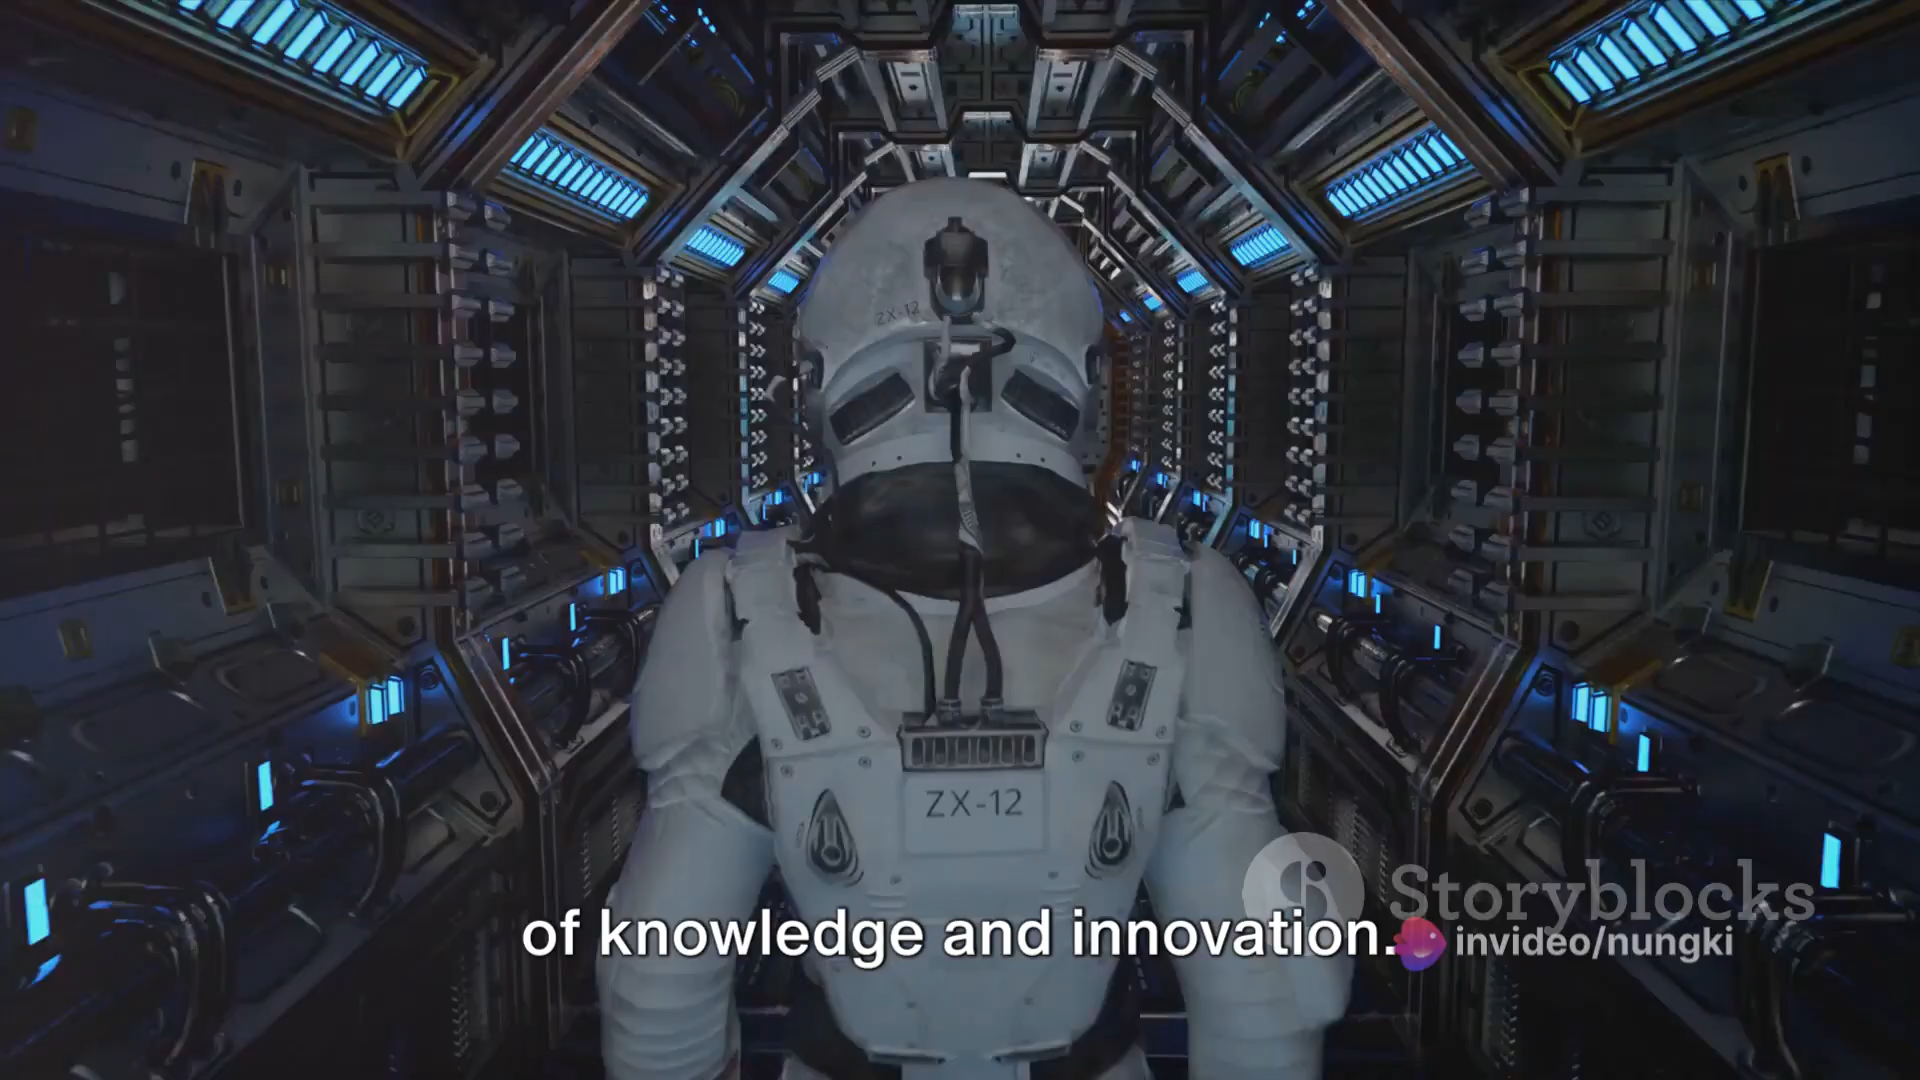 ZX-12
ZX-12
Storyblocks
of knowledge and innovation.
invideo/nungki